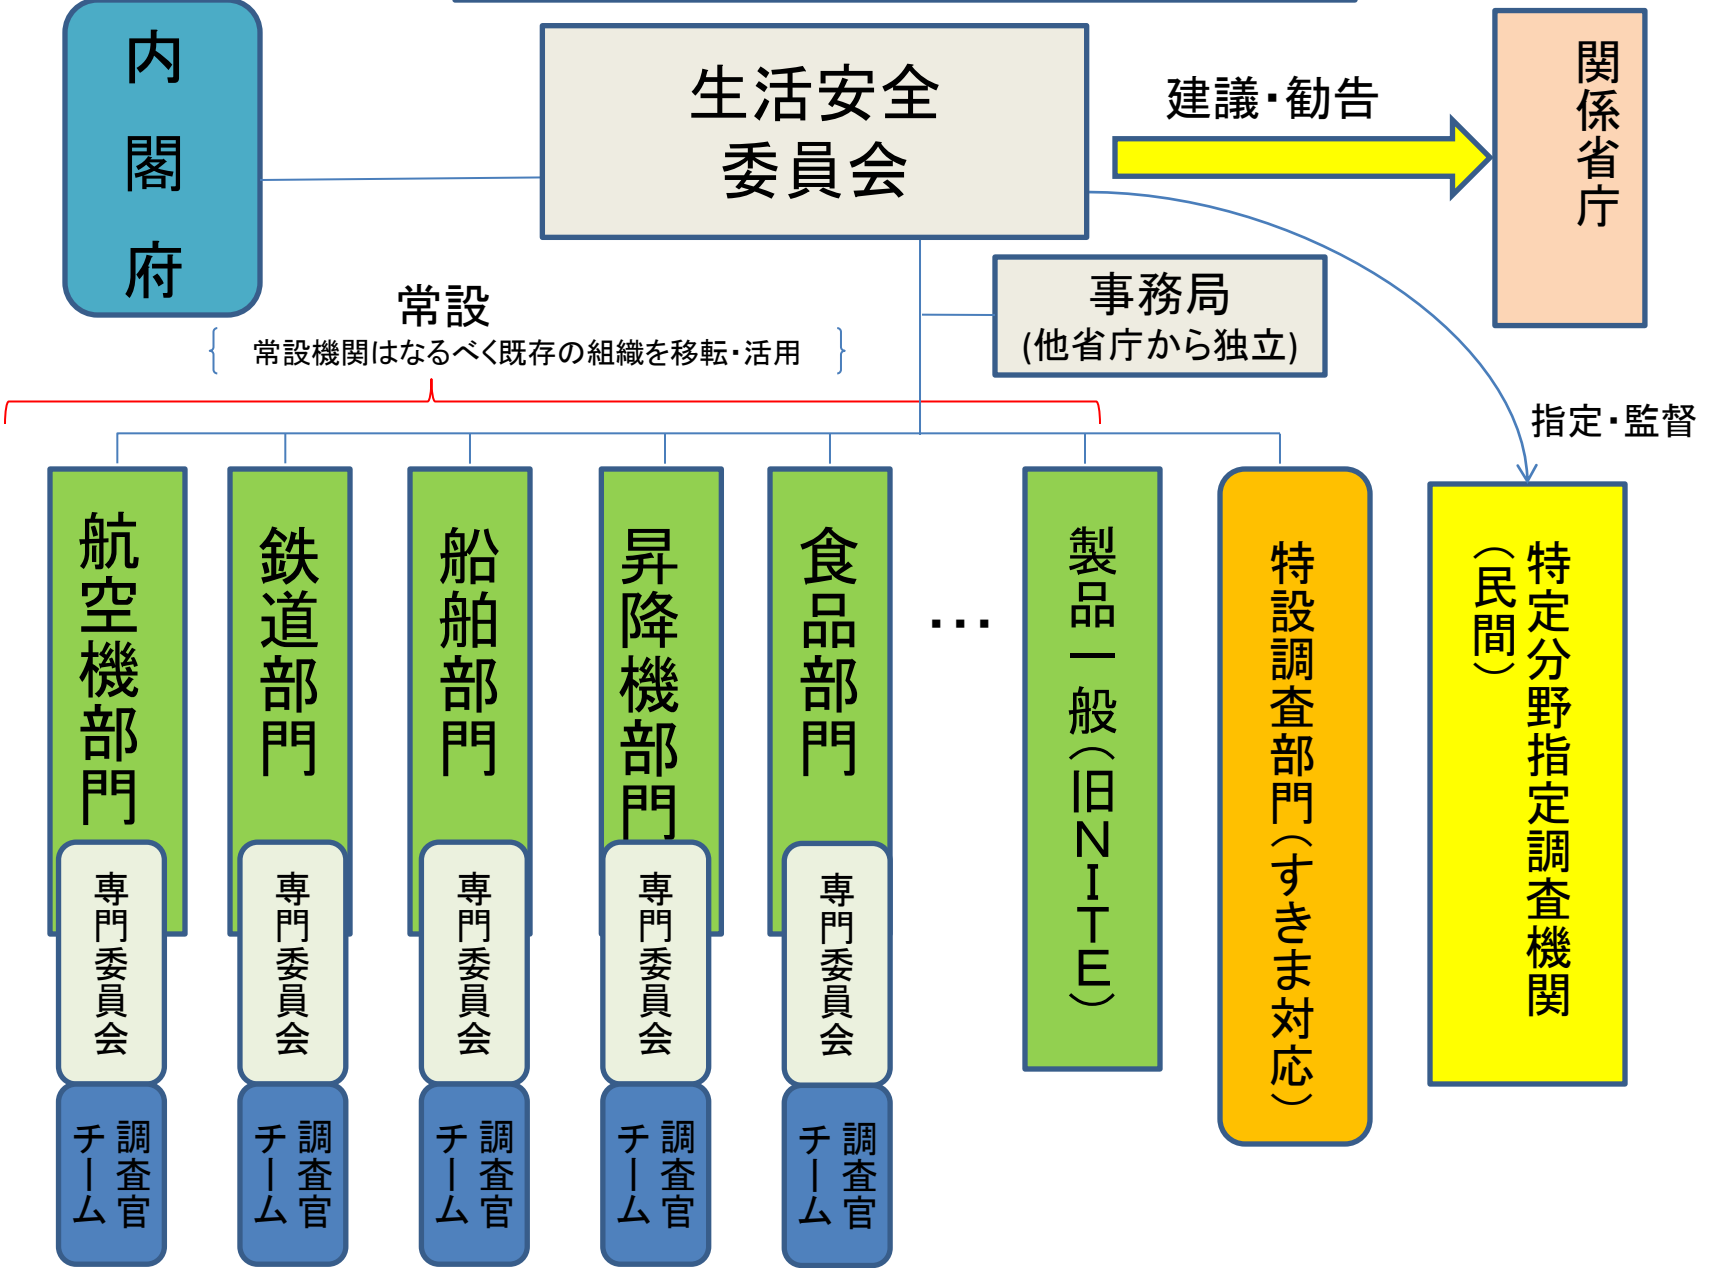 内閣府
生活安全
委員会
建議・勧告
関係省庁
事務局
(他省庁から独立)
常設
常設機関はなるべく既存の組織を移転・活用
指定・監督
航空機部門
鉄道部門
船舶部門
昇降機部門
食品部門
…
製品一般(旧NITE)
特設調査部門(すきま対応)
特定分野指定調査機関
(民間)
専門委員会
専門委員会
専門委員会
専門委員会
専門委員会
調査官
チーム
調査官
チーム
調査官
チーム
調査官
チーム
調査官
チーム